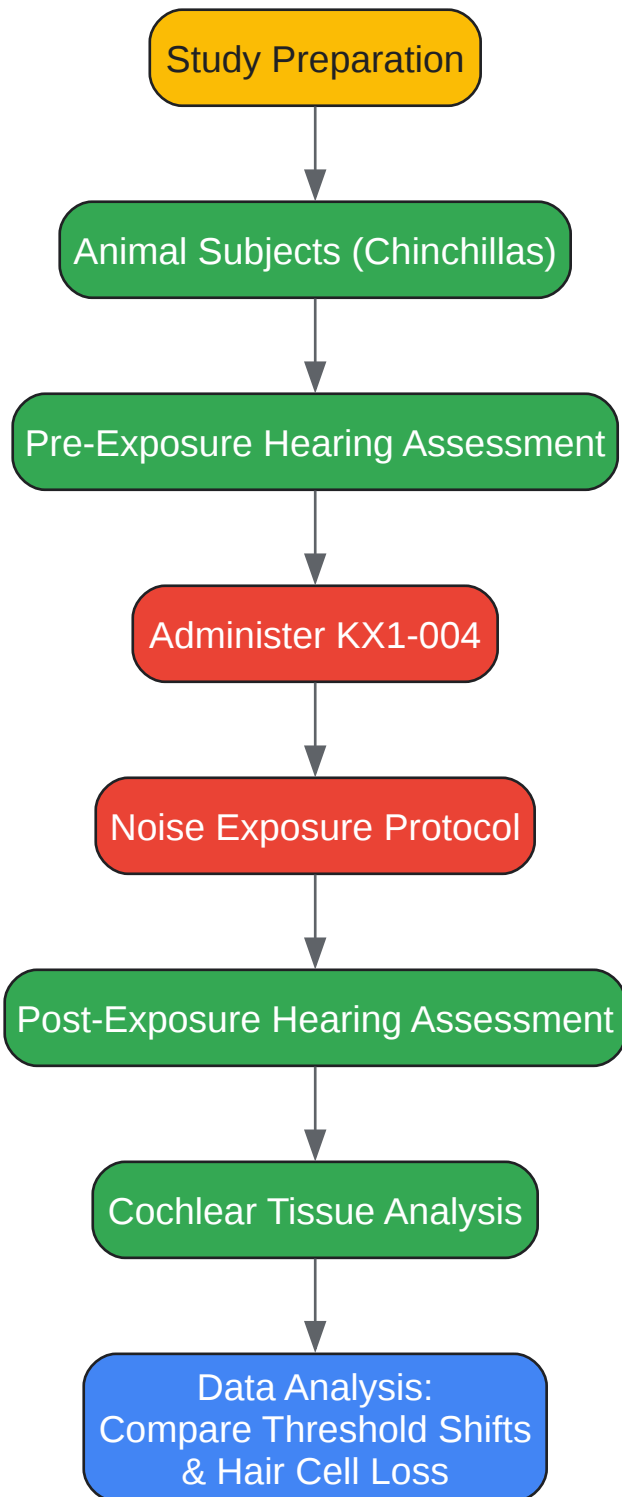 Study Preparation
Animal Subjects (Chinchillas)
Pre-Exposure Hearing Assessment
Administer KX1-004
Noise Exposure Protocol
Post-Exposure Hearing Assessment
Cochlear Tissue Analysis
Data Analysis:
Compare Threshold Shifts
& Hair Cell Loss